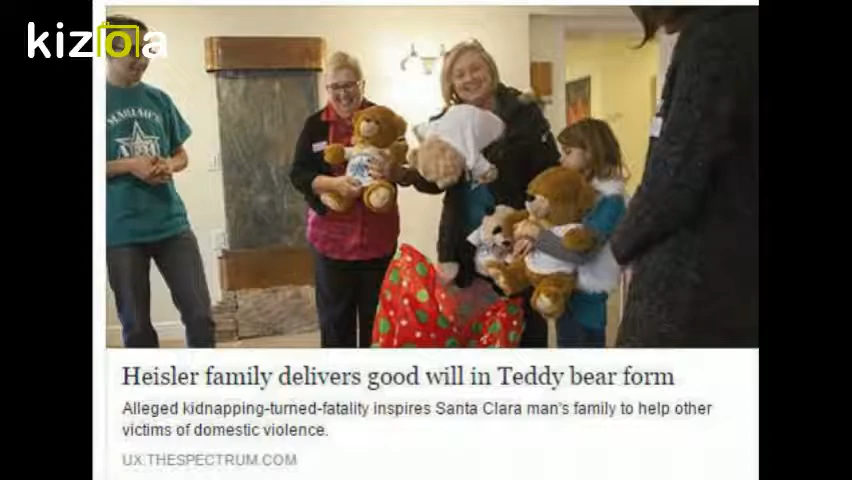 kizoa
Heisler family delivers good will in Teddy bear form
Alleged kidnapping-turned-fatality inspires Santa Clara man's family to help other
victims of domestic violence.
UX.THESPECTRUM.COM